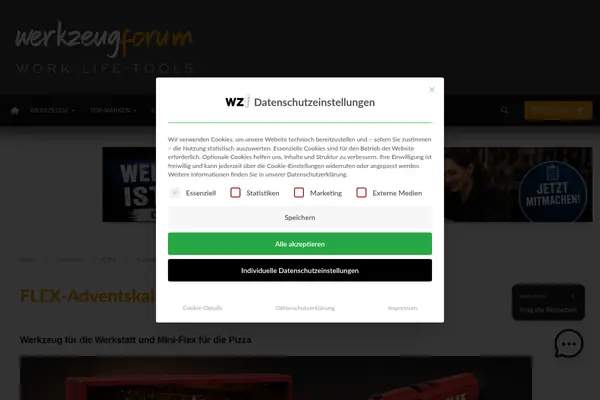 werkzeugforum
WORK·LIFE·TOOLS
WERKZEUGE
TOP-MARKEN
WZ Datenschutzeinstellungen
Wir verwenden Cookies, um unsere Website technisch bereitzustellen und – sofern Sie zustimmen
– die Nutzung statistisch auszuwerten. Essenzielle Cookies sind für den Betrieb der Website
erforderlich. Optionale Cookies helfen uns, Inhalte und Struktur zu verbessern. Ihre Einwilligung ist
freiwillig und kann jederzeit über die Cookie-Einstellungen widerrufen oder angepasst werden.
Weitere Informationen finden Sie in unserer Datenschutzerklärung.
Essenziell
Statistiken
Marketing
Externe Medien
Speichern
Alle akzeptieren
Individuelle Datenschutzeinstellungen
Cookie-Details
Datenschutzerklärung
Impressum
JETZT
MITMACHEN!
FLEX-Adventskal
Frag die Redaktion
Werkzeug für die Werkstatt und Mini-Flex für die Pizza